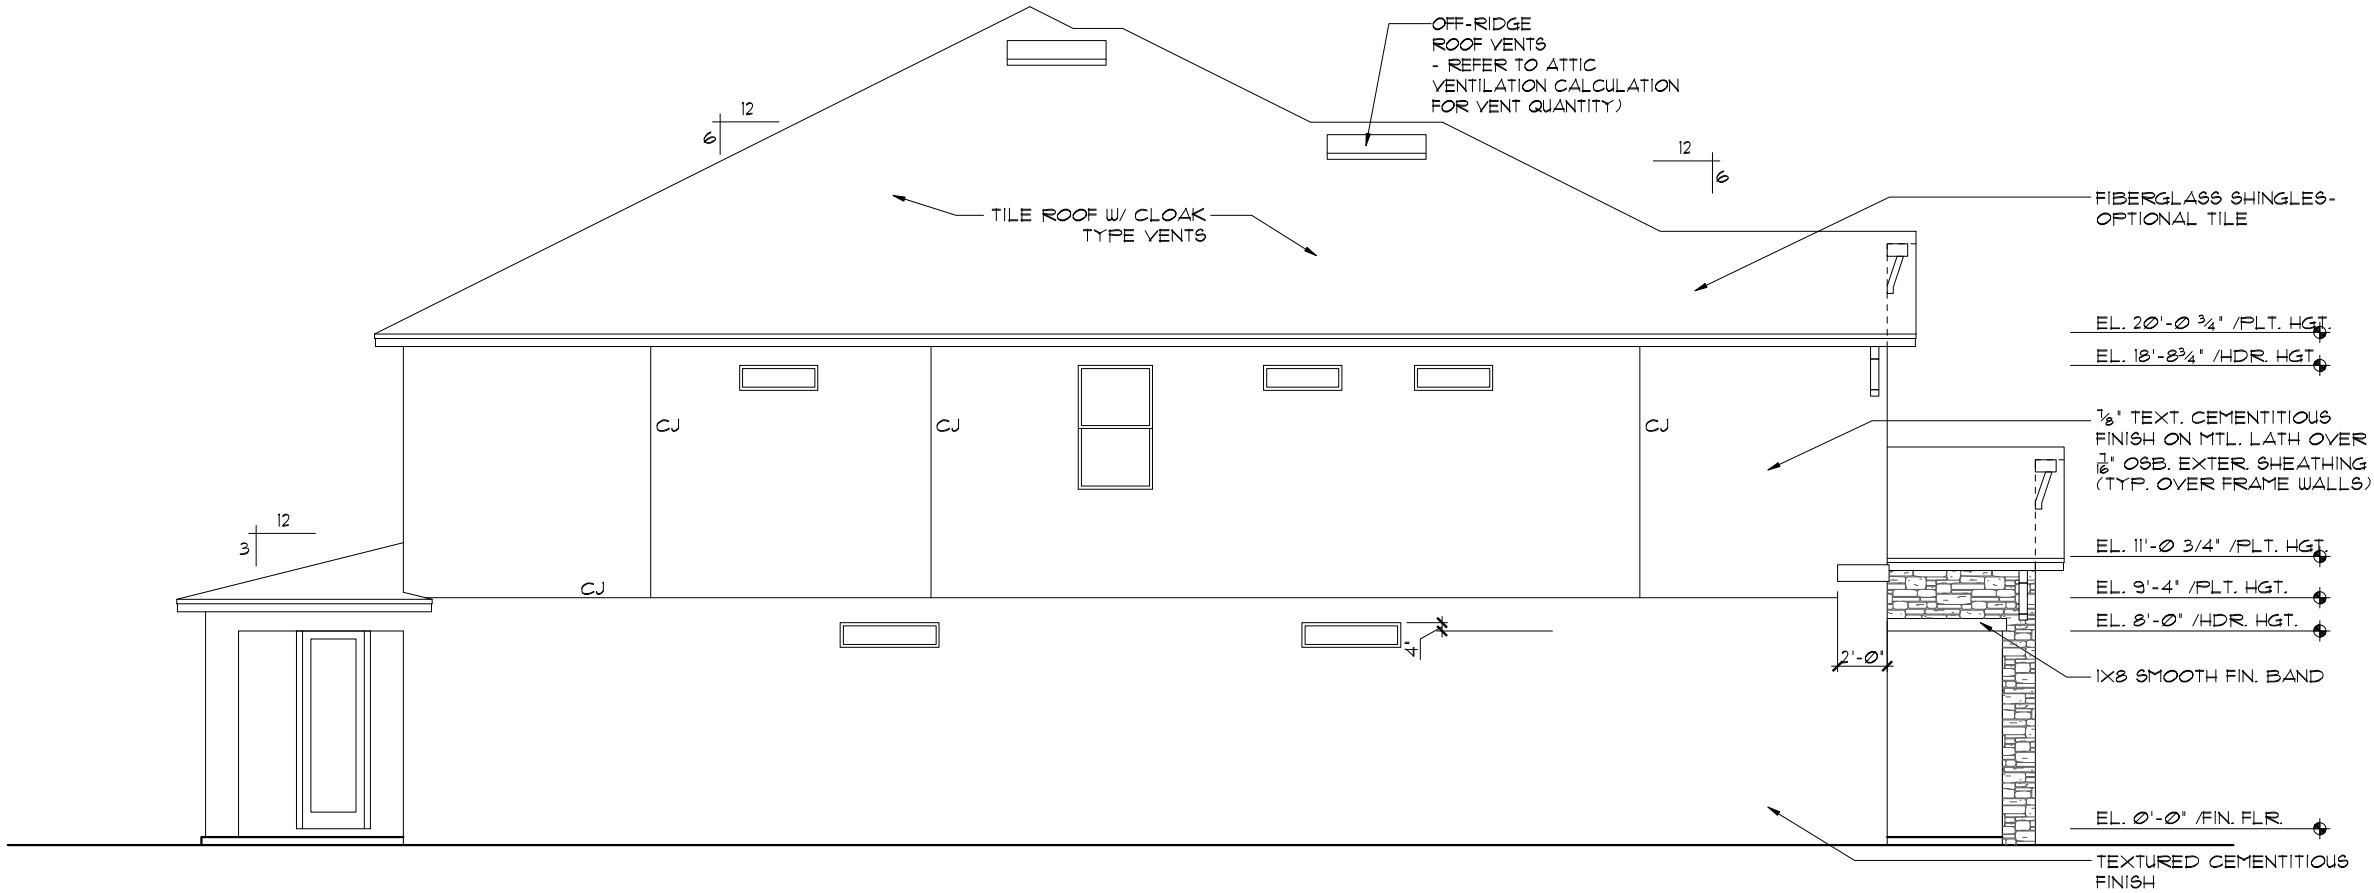 OFF-RIDGE
ROOF VENTS
- REFER TO ATTIC
VENTILATION CALCULATION
FOR VENT QUANTITY)
12
6
12
6
TILE ROOF W/ CLOAK
TYPE VENTS
FIBERGLASS SHINGLES-
OPTIONAL TILE
EL. 20'-0 3/4" /PLT. HGT.
EL. 18'-8 3/4" /HDR. HGT
CJ
CJ
CJ
7/8" TEXT. CEMENTITIOUS
FINISH ON MTL. LATH OVER
7/16" OSB. EXTER. SHEATHING
(TYP. OVER FRAME WALLS)
12
3
CJ
EL. 11'-0 3/4" /PLT. HGT.
EL. 9'-4" /PLT. HGT.
EL. 8'-0" /HDR. HGT.
4"
2'-0"
1X8 SMOOTH FIN. BAND
EL. 0'-0" /FIN. FLR.
TEXTURED CEMENTITIOUS
FINISH